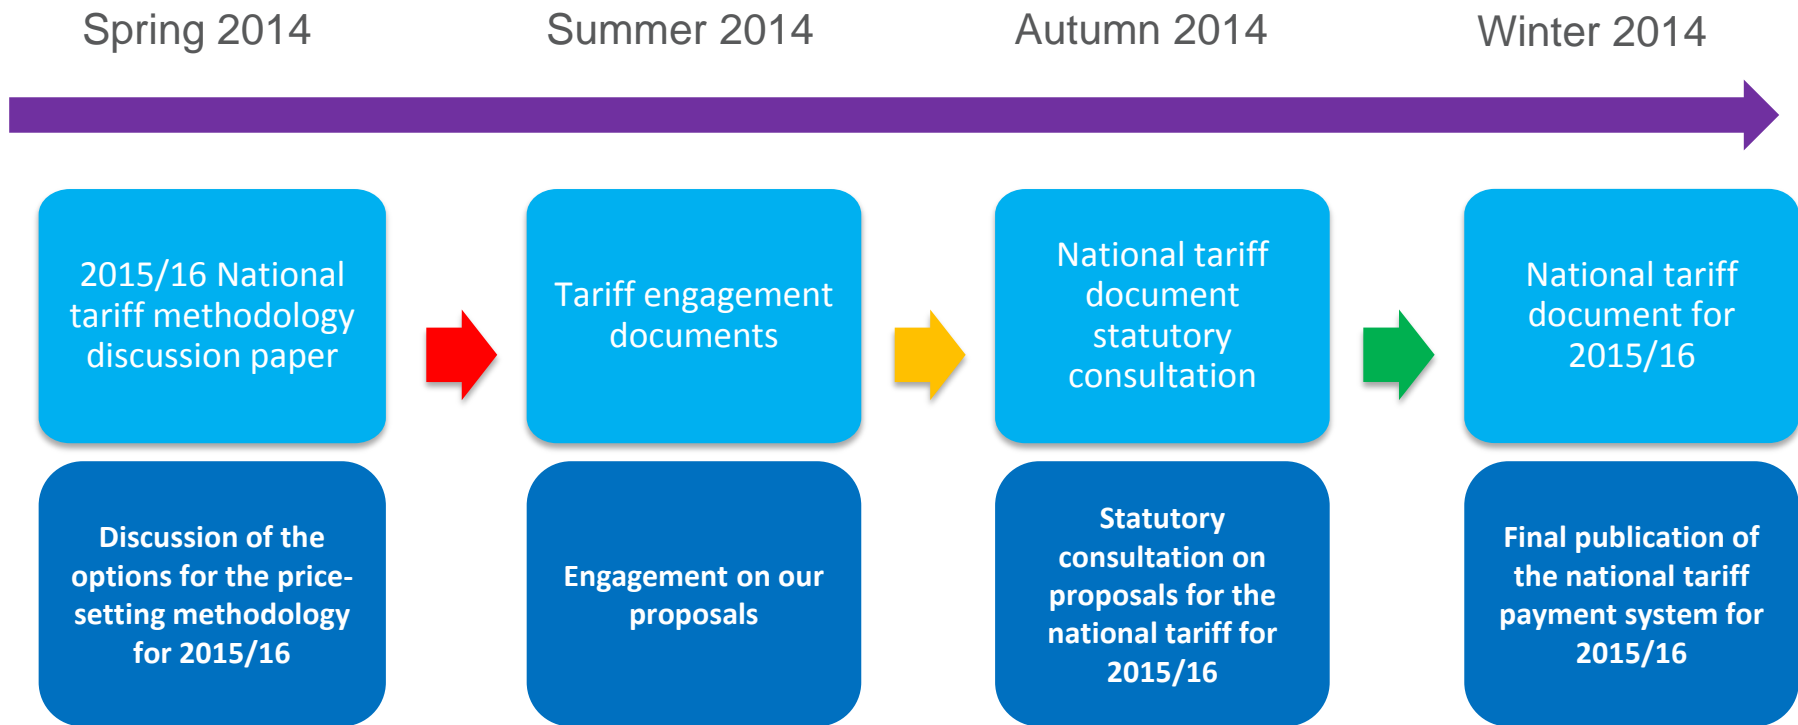 Spring 2014
Summer 2014
Autumn 2014
Winter 2014
2015/16 National
tariff methodology
discussion paper
Tariff engagement
documents
National tariff
document
statutory
consultation
National tariff
document for
2015/16
Discussion of the
options for the price-
setting methodology
for 2015/16
Engagement on our
proposals
Statutory
consultation on
proposals for the
national tariff for
2015/16
Final publication of
the national tariff
payment system for
2015/16